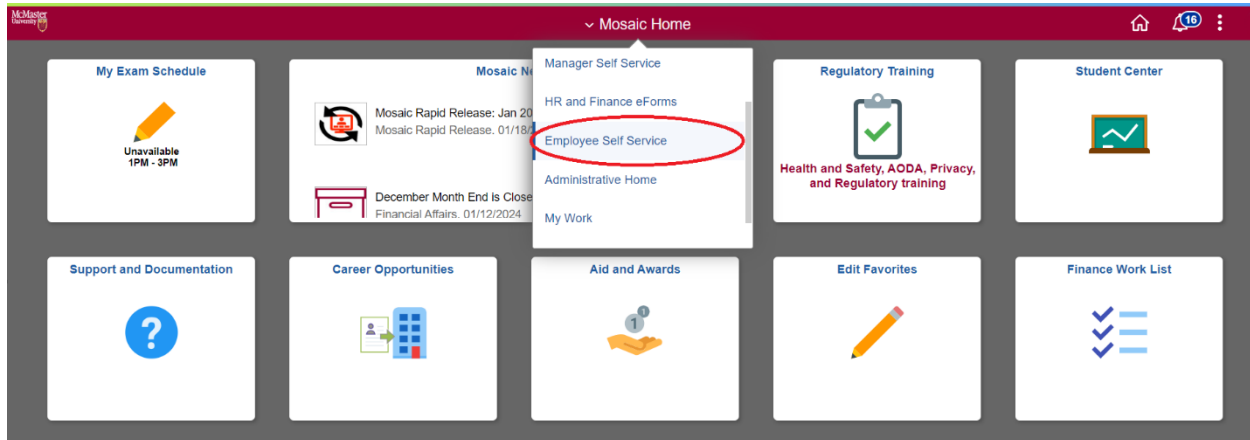 McMaster
University
Mosaic Home
16
My Exam Schedule
Unavailable
1PM - 3PM
Mosaic Ne
Mosaic Rapid Release: Jan 20
Mosaic Rapid Release. 01/18/
December Month End is Close
Financial Affairs. 01/12/2024
Manager Self Service
HR and Finance eForms
Employee Self Service
Administrative Home
My Work
Regulatory Training
Health and Safety, AODA, Privacy,
and Regulatory training
Student Center
Support and Documentation
?
Career Opportunities
Aid and Awards
1
1
Edit Favorites
Finance Work List